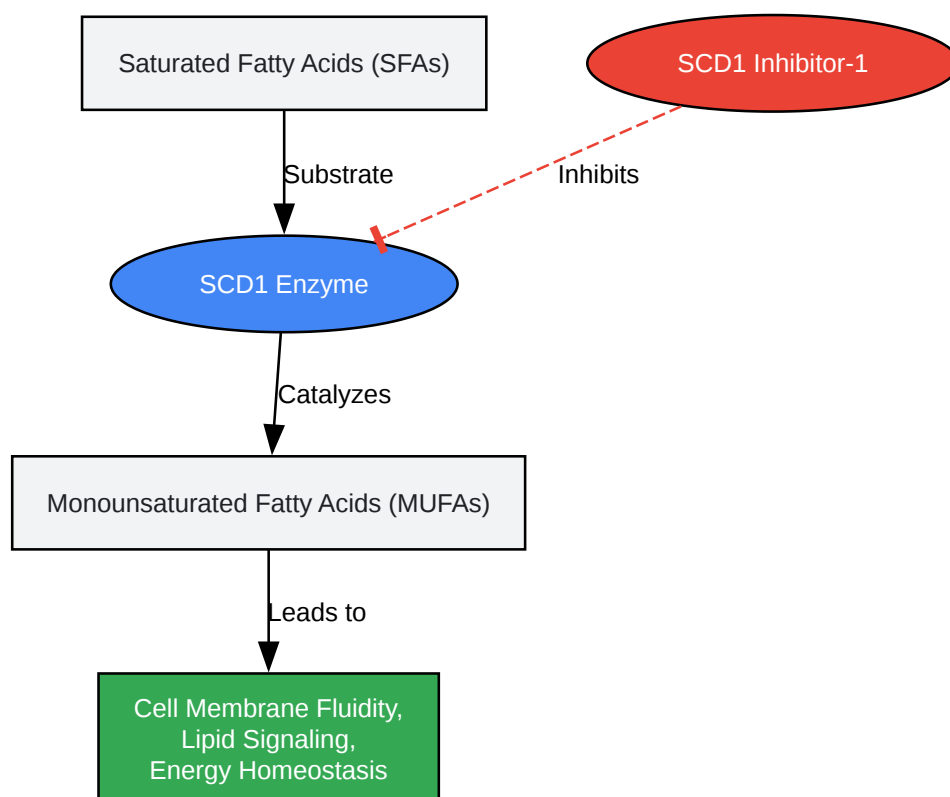 Saturated Fatty Acids (SFAs)
SCD1 Inhibitor-1
Substrate
Inhibits
SCD1 Enzyme
Catalyzes
Monounsaturated Fatty Acids (MUFAs)
Leads to
Cell Membrane Fluidity,
Lipid Signaling,
Energy Homeostasis